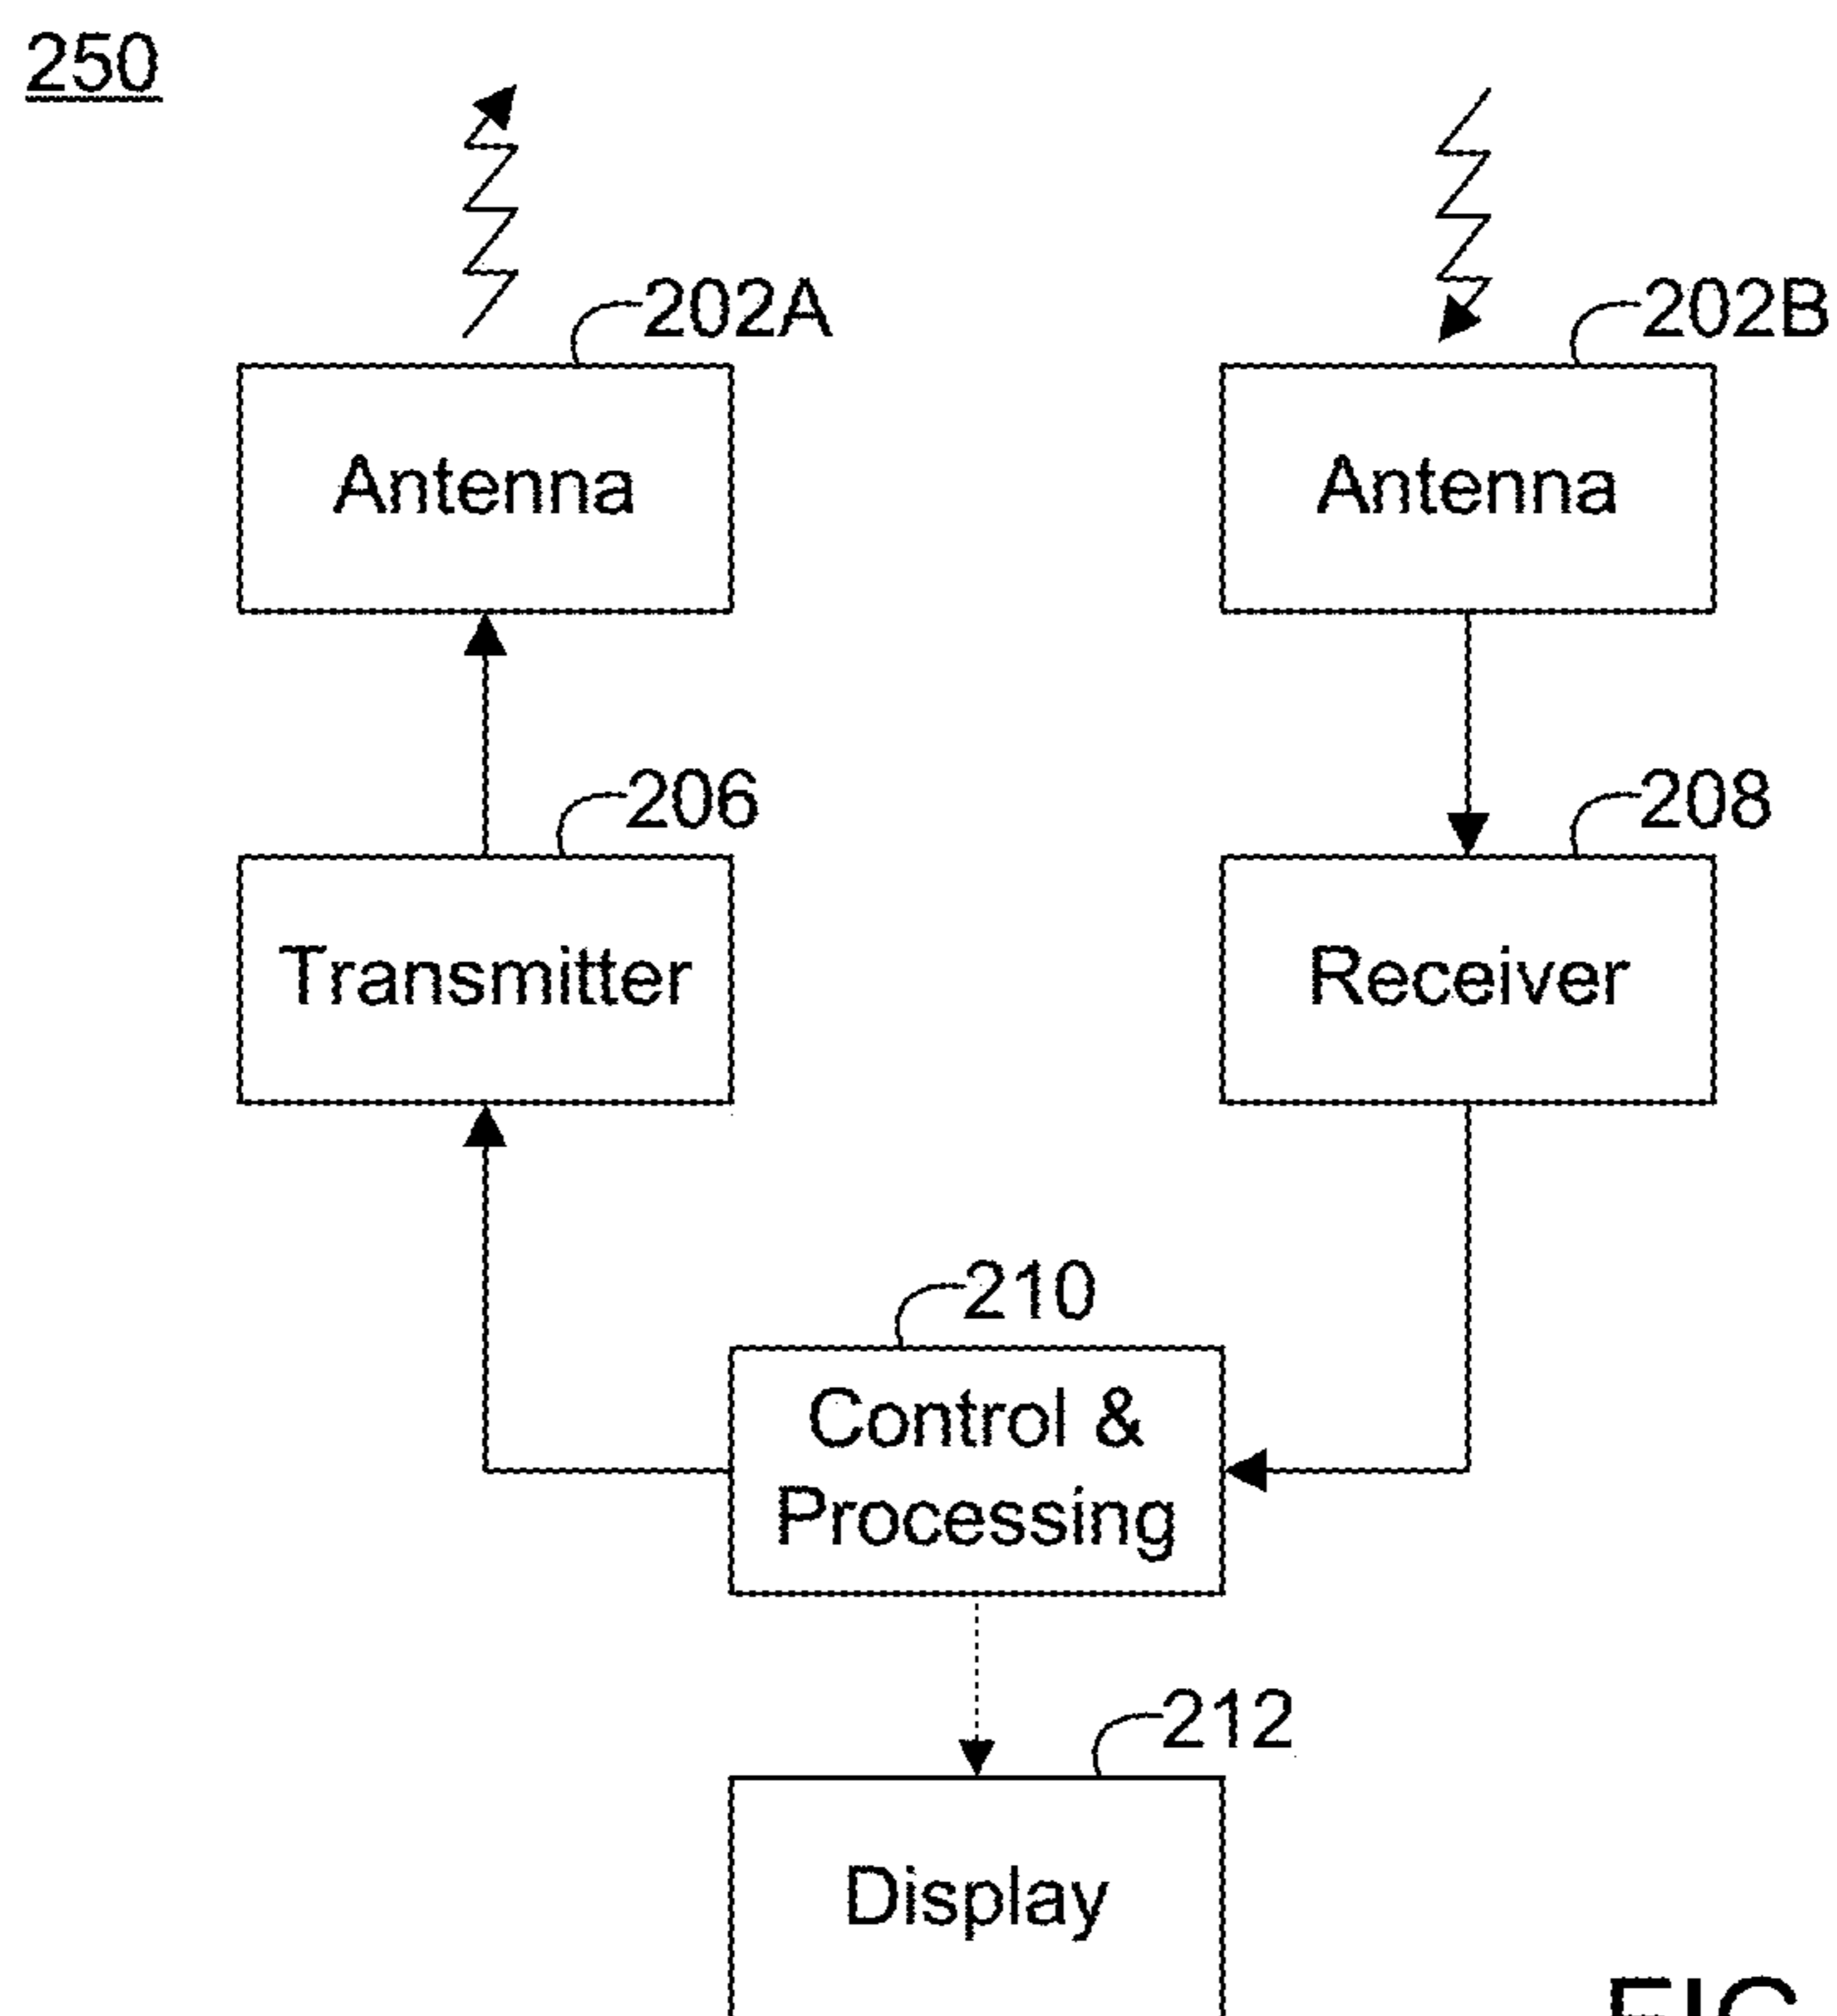 250
202A
202B
Antenna
Antenna
206
208
Transmitter
Receiver
210
Control &
Processing
212
Display